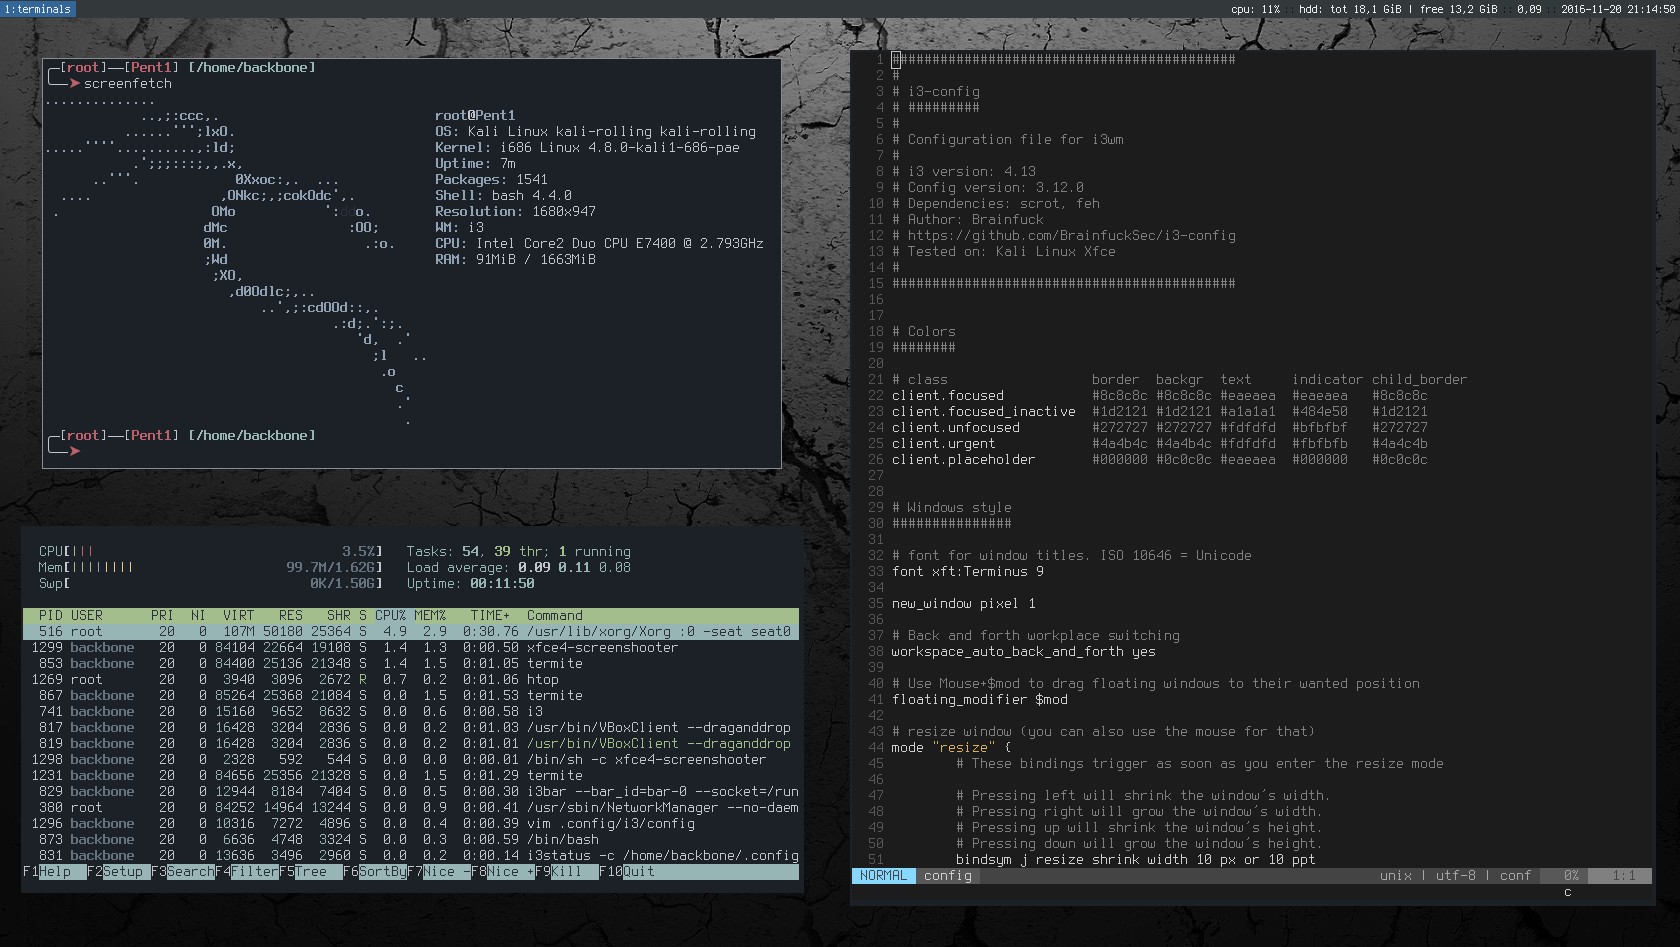 1:terminals
cpu: 11% :: hdd: tot 18,1 GiB | free 13,2 GiB :: 0,09 :: 2016-11-20 21:14:50
[root]—[Pent1] [/home/backbone]
screenfetch
..............
..,;:ccc,.
......''';lxO.
.....''''..........,:ld;
.';;;:::;,,.x,
..'''.            0Xxoc:,.  ...
....                ,ONkc;,;cokOdc',.
.                   OMo           ':ddo.
dMc               :OO;
0M.                 .:o.
;Wd
;XO,
,d0Odlc;,..
..',;:cdOOd::,.
.:d;.':;.
'd,  .'
;l   ..
.o
c
.'
.
root@Pent1
OS: Kali Linux kali-rolling kali-rolling
Kernel: i686 Linux 4.8.0-kali1-686-pae
Uptime: 7m
Packages: 1541
Shell: bash 4.4.0
Resolution: 1680x947
WM: i3
CPU: Intel Core2 Duo CPU E7400 @ 2.793GHz
RAM: 91MiB / 1663MiB
[root]—[Pent1] [/home/backbone]
CPU[||| 3.5%] Tasks: 54, 39 thr; 1 running
Mem[|||||||| 99.7M/1.62G] Load average: 0.09 0.11 0.08
Swp[ 0K/1.50G] Uptime: 00:11:50
PID USER PRI NI VIRT RES SHR S CPU% MEM% TIME+ Command
516 root 20 0 107M 50180 25364 S 4.9 2.9 0:30.76 /usr/lib/xorg/Xorg :0 -seat seat0
1299 backbone 20 0 84104 22664 19108 S 1.4 1.3 0:00.50 xfce4-screenshooter
853 backbone 20 0 84400 25136 21348 S 1.4 1.5 0:01.05 termite
1269 root 20 0 3940 3096 2672 R 0.7 0.2 0:01.06 htop
867 backbone 20 0 85264 25368 21084 S 0.0 1.5 0:01.53 termite
741 backbone 20 0 15160 9652 8632 S 0.0 0.6 0:00.58 i3
817 backbone 20 0 16428 3204 2836 S 0.0 0.2 0:01.03 /usr/bin/VBoxClient --draganddrop
819 backbone 20 0 16428 3204 2836 S 0.0 0.2 0:01.01 /usr/bin/VBoxClient --draganddrop
1298 backbone 20 0 2328 592 544 S 0.0 0.0 0:00.01 /bin/sh -c xfce4-screenshooter
1231 backbone 20 0 84656 25356 21328 S 0.0 1.5 0:01.29 termite
829 backbone 20 0 12944 8184 7404 S 0.0 0.5 0:00.30 i3bar --bar_id=bar-0 --socket=/run
380 root 20 0 84252 14964 13244 S 0.0 0.9 0:00.41 /usr/sbin/NetworkManager --no-daem
1296 backbone 20 0 10316 7272 4896 S 0.0 0.4 0:00.39 vim .config/i3/config
873 backbone 20 0 6636 4748 3324 S 0.0 0.3 0:00.59 /bin/bash
831 backbone 20 0 13636 3496 2960 S 0.0 0.2 0:00.14 i3status -c /home/backbone/.config
F1Help F2Setup F3SearchF4FilterF5Tree F6SortByF7Nice -F8Nice +F9Kill F10Quit
1 ###########################################
2 #
3 # i3-config
4 # #########
5 #
6 # Configuration file for i3wm
7 #
8 # i3 version: 4.13
9 # Config version: 3.12.0
10 # Dependencies: scrot, feh
11 # Author: Brainfuck
12 # https://github.com/BrainfuckSec/i3-config
13 # Tested on: Kali Linux Xfce
14 #
15 ###########################################
16
17
18 # Colors
19 ########
20
21 # class border backgr text indicator child_border
22 client.focused #8c8c8c #8c8c8c #eaeaea #eaeaea #8c8c8c
23 client.focused_inactive #1d2121 #1d2121 #a1a1a1 #484e50 #1d2121
24 client.unfocused #272727 #272727 #fdfdfd #bfbfbf #272727
25 client.urgent #4a4b4c #4a4b4c #fdfdfd #fbfbfb #4a4c4b
26 client.placeholder #000000 #0c0c0c #eaeaea #000000 #0c0c0c
27
28
29 # Windows style
30 ###############
31
32 # font for window titles. ISO 10646 = Unicode
33 font xft:Terminus 9
34
35 new_window pixel 1
36
37 # Back and forth workplace switching
38 workspace_auto_back_and_forth yes
39
40 # Use Mouse+$mod to drag floating windows to their wanted position
41 floating_modifier $mod
42
43 # resize window (you can also use the mouse for that)
44 mode "resize" {
45 # These bindings trigger as soon as you enter the resize mode
46
47 # Pressing left will shrink the window's width.
48 # Pressing right will grow the window's width.
49 # Pressing up will shrink the window's height.
50 # Pressing down will grow the window's height.
51 bindsym j resize shrink width 10 px or 10 ppt
NORMAL config unix | utf-8 | conf 0% 1:1
c